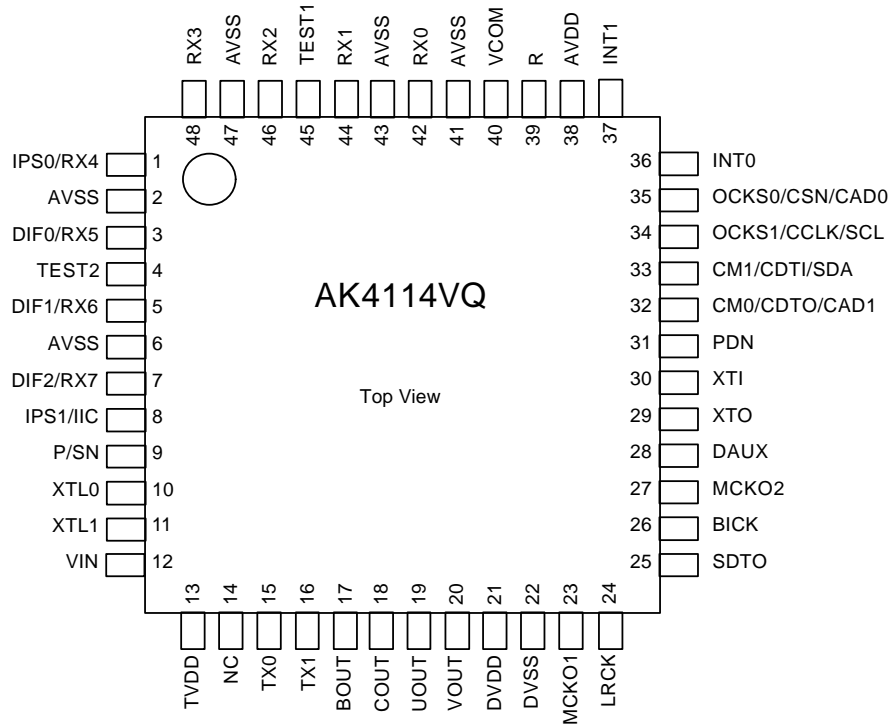 RX3 AVSS RX2 TEST1 RX1 AVSS RX0 AVSS VCOM R AVDD INT1
48 47 46 45 44 43 42 41 40 39 38 37
IPS0/RX4 1 36 INT0
AVSS 2 35 OCKS0/CSN/CAD0
DIF0/RX5 3 34 OCKS1/CCLK/SCL
TEST2 4 33 CM1/CDTI/SDA
DIF1/RX6 5 AK4114VQ 32 CM0/CDTO/CAD1
AVSS 6 31 PDN
DIF2/RX7 7 Top View 30 XTI
IPS1/IIC 8 29 XTO
P/SN 9 28 DAUX
XTL0 10 27 MCKO2
XTL1 11 26 BICK
VIN 12 25 SDTO
13 14 15 16 17 18 19 20 21 22 23 24
TVDD NC TX0 TX1 BOUT COUT UOUT VOUT DVDD DVSS MCKO1 LRCK